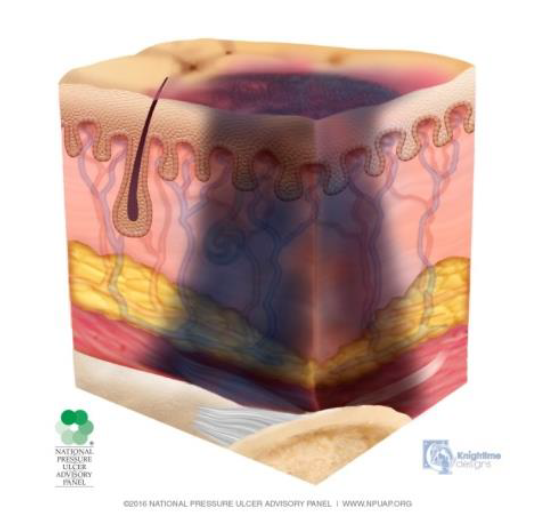 NATIONAL
PRESSURE
ULCER
ADVISORY
PANEL
Knightime
designs
©2016 NATIONAL PRESSURE ULCER ADVISORY PANEL | WWW.NPUAP.ORG